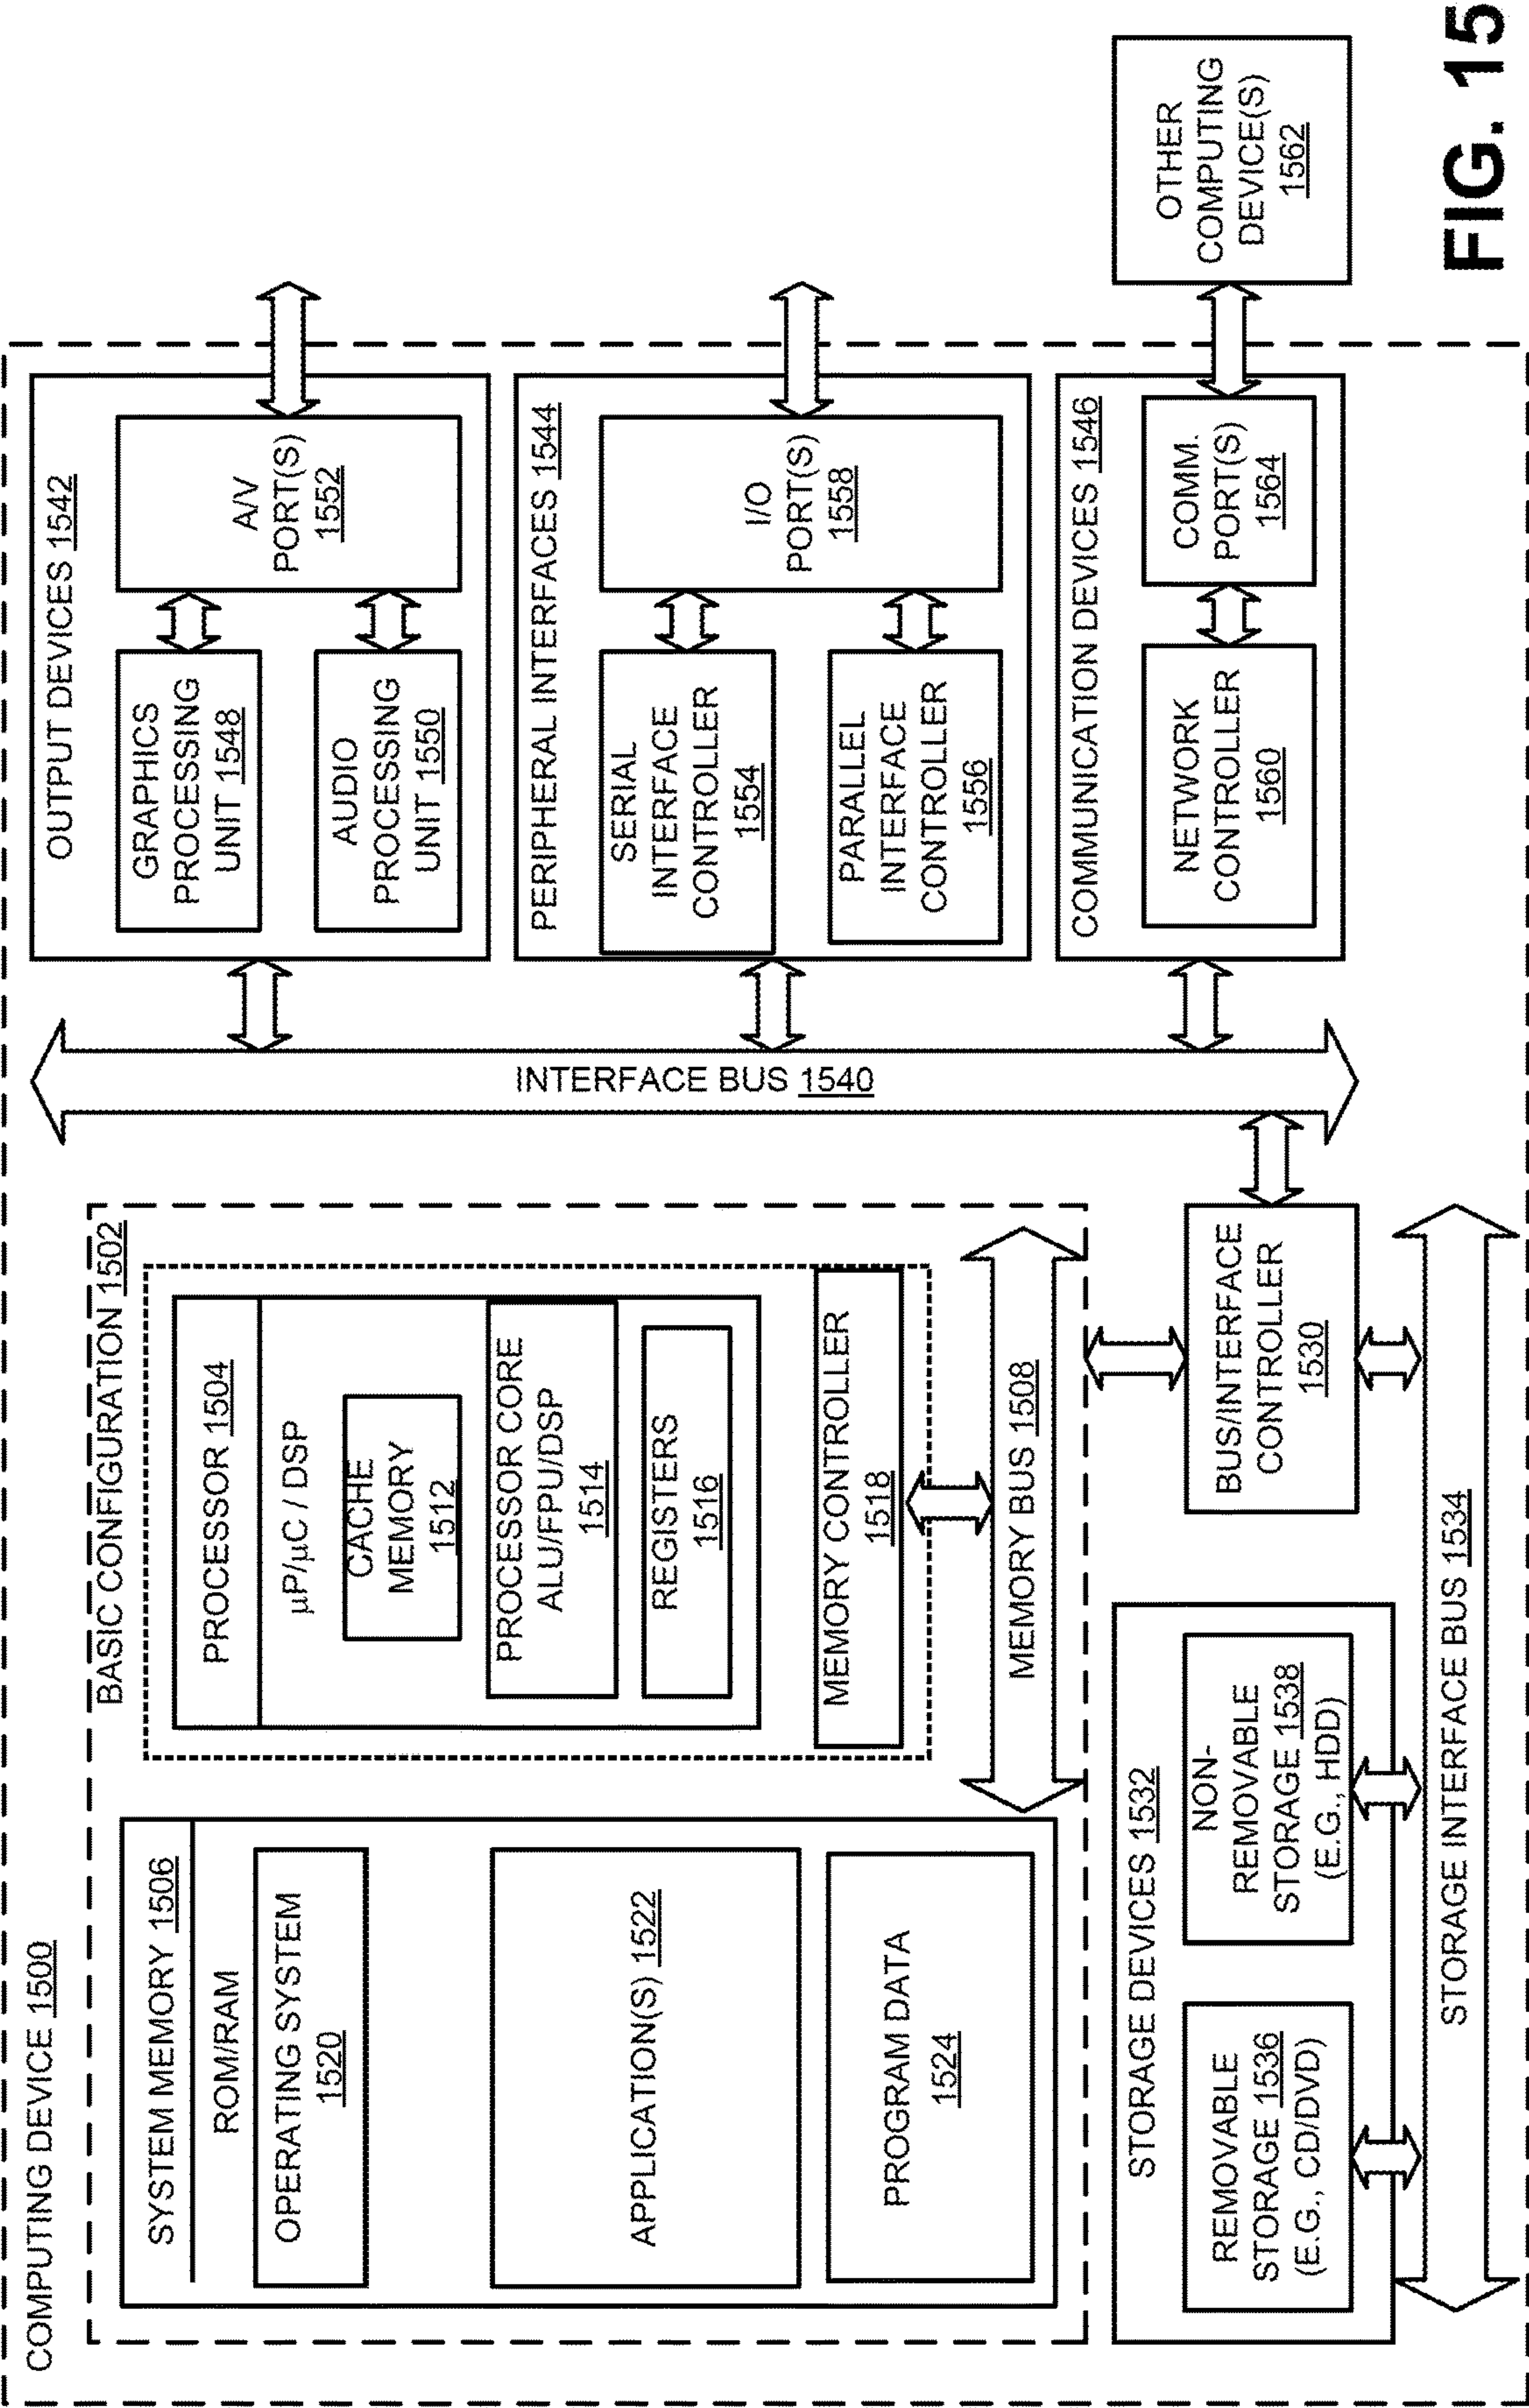 COMPUTING DEVICE 1500
BASIC CONFIGURATION 1502
SYSTEM MEMORY 1506
ROM/RAM
OPERATING SYSTEM
1520
APPLICATION(S) 1522
PROGRAM DATA
1524
PROCESSOR 1504
µP/µC / DSP
CACHE
MEMORY
1512
PROCESSOR CORE
ALU/FPU/DSP
1514
REGISTERS
1516
MEMORY CONTROLLER
1518
MEMORY BUS 1508
BUS/INTERFACE
CONTROLLER
1530
STORAGE DEVICES 1532
REMOVABLE
STORAGE 1536
(E.G., CD/DVD)
NON-
REMOVABLE
STORAGE 1538
(E.G., HDD)
STORAGE INTERFACE BUS 1534
INTERFACE BUS 1540
OUTPUT DEVICES 1542
GRAPHICS
PROCESSING
UNIT 1548
AUDIO
PROCESSING
UNIT 1550
A/V
PORT(S)
1552
PERIPHERAL INTERFACES 1544
SERIAL
INTERFACE
CONTROLLER
1554
PARALLEL
INTERFACE
CONTROLLER
1556
I/O
PORT(S)
1558
COMMUNICATION DEVICES 1546
NETWORK
CONTROLLER
1560
COMM.
PORT(S)
1564
OTHER
COMPUTING
DEVICE(S)
1562
FIG. 15